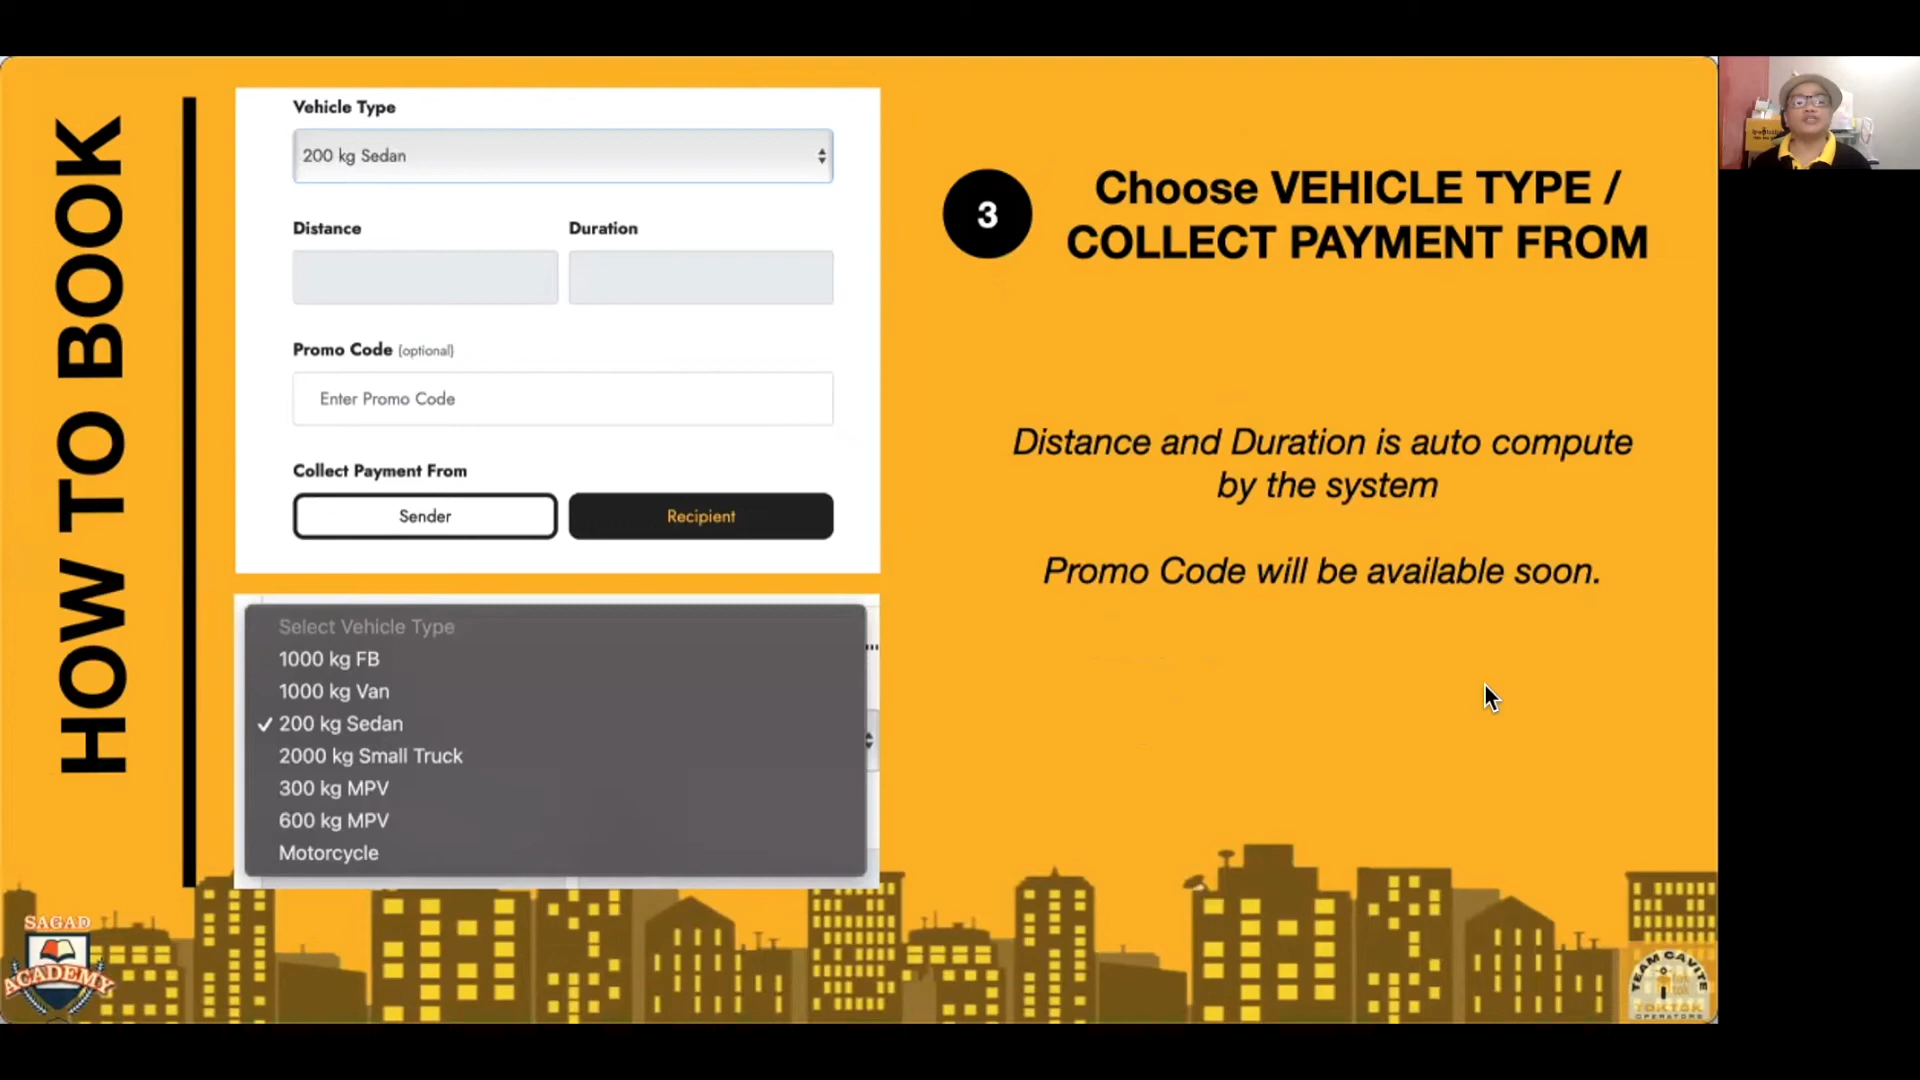 HOW TO BOOK
Vehicle Type
200 kg Sedan
Distance
Duration
Promo Code (optional)
Enter Promo Code
Collect Payment From
Sender
Recipient
Select Vehicle Type
1000 kg FB
1000 kg Van
✓ 200 kg Sedan
2000 kg Small Truck
300 kg MPV
600 kg MPV
Motorcycle
3
Choose VEHICLE TYPE /
COLLECT PAYMENT FROM
Distance and Duration is auto compute
by the system
Promo Code will be available soon.
SAGAD
ACADEMY
TEAM CAVITE
TOKTOK
OPERATORS